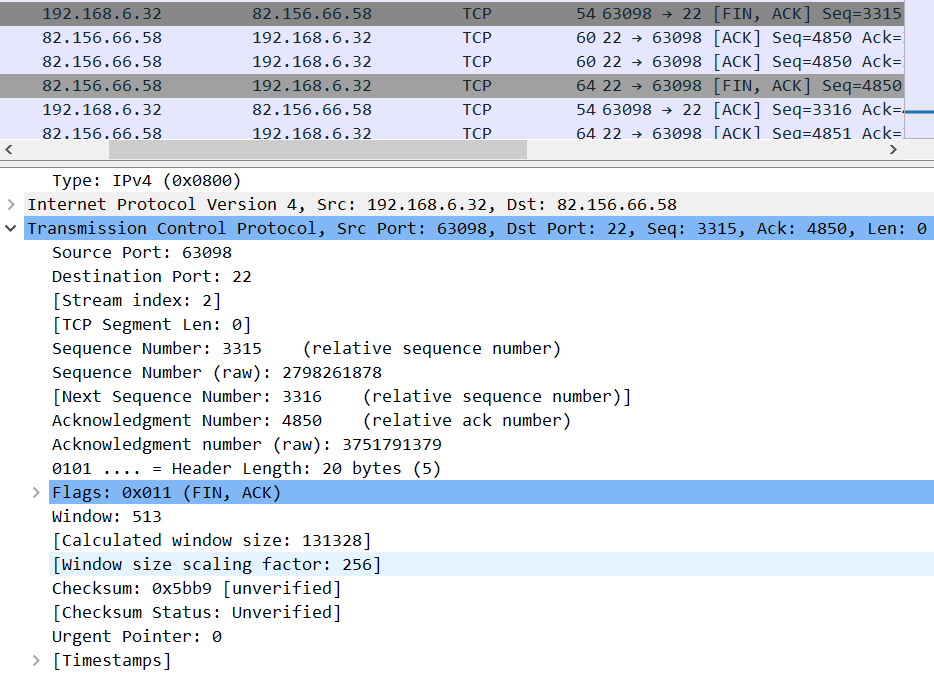 192.168.6.32 82.156.66.58 TCP 54 63098 → 22 [FIN, ACK] Seq=3315
82.156.66.58 192.168.6.32 TCP 60 22 → 63098 [ACK] Seq=4850 Ack=
82.156.66.58 192.168.6.32 TCP 60 22 → 63098 [ACK] Seq=4850 Ack=
82.156.66.58 192.168.6.32 TCP 64 22 → 63098 [FIN, ACK] Seq=4850
192.168.6.32 82.156.66.58 TCP 54 63098 → 22 [ACK] Seq=3316 Ack=
82.156.66.58 192.168.6.32 TCP 64 22 → 63098 [ACK] Seq=4851 Ack=
Type: IPv4 (0x0800)
Internet Protocol Version 4, Src: 192.168.6.32, Dst: 82.156.66.58
Transmission Control Protocol, Src Port: 63098, Dst Port: 22, Seq: 3315, Ack: 4850, Len: 0
Source Port: 63098
Destination Port: 22
[Stream index: 2]
[TCP Segment Len: 0]
Sequence Number: 3315 (relative sequence number)
Sequence Number (raw): 2798261878
[Next Sequence Number: 3316 (relative sequence number)]
Acknowledgment Number: 4850 (relative ack number)
Acknowledgment number (raw): 3751791379
0101 .... = Header Length: 20 bytes (5)
Flags: 0x011 (FIN, ACK)
Window: 513
[Calculated window size: 131328]
[Window size scaling factor: 256]
Checksum: 0x5bb9 [unverified]
[Checksum Status: Unverified]
Urgent Pointer: 0
[Timestamps]